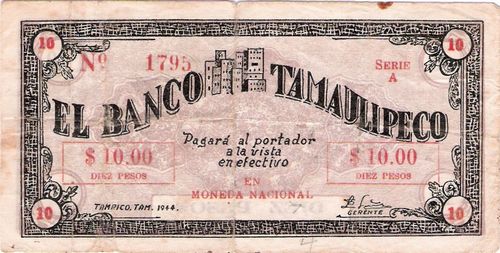 10 10
Nº 1795 SERIE
A
EL BANCO TAMAULIPECO
Pagará al portador
a la vista
en efectivo
$ 10.00 $ 10.00
DIEZ PESOS DIEZ PESOS
EN
MONEDA NACIONAL
TAMPICO, TAM. 1944.
GERENTE
10 10